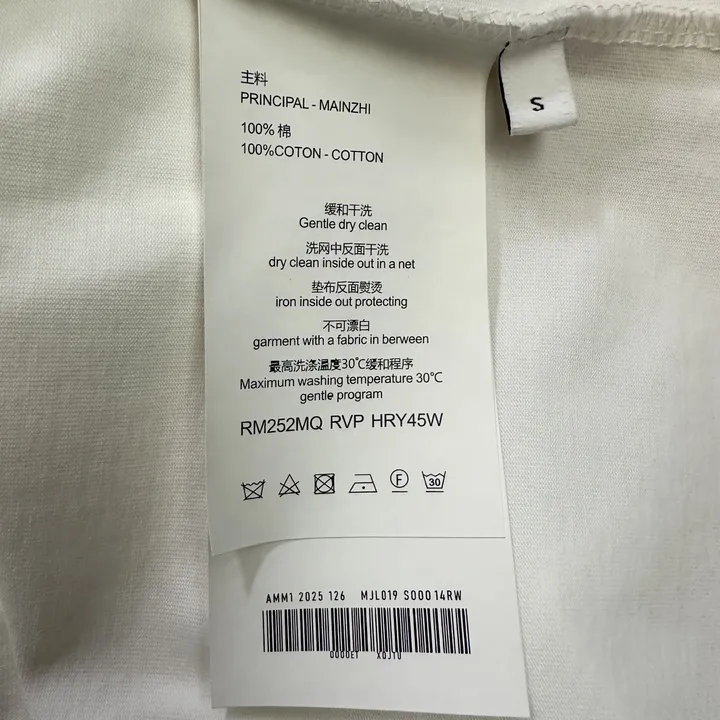 S
主料
PRINCIPAL - MAINZHI
100% 棉
100%COTON - COTTON
缓和干洗
Gentle dry clean
洗网中反面干洗
dry clean inside out in a net
垫布反面熨烫
iron inside out protecting
不可漂白
garment with a fabric in berween
最高洗涤温度30℃缓和程序
Maximum washing temperature 30℃
gentle program
RM252MQ RVP HRY45W
F
30
AMM1 2025 126 MJL019 S000 14RW